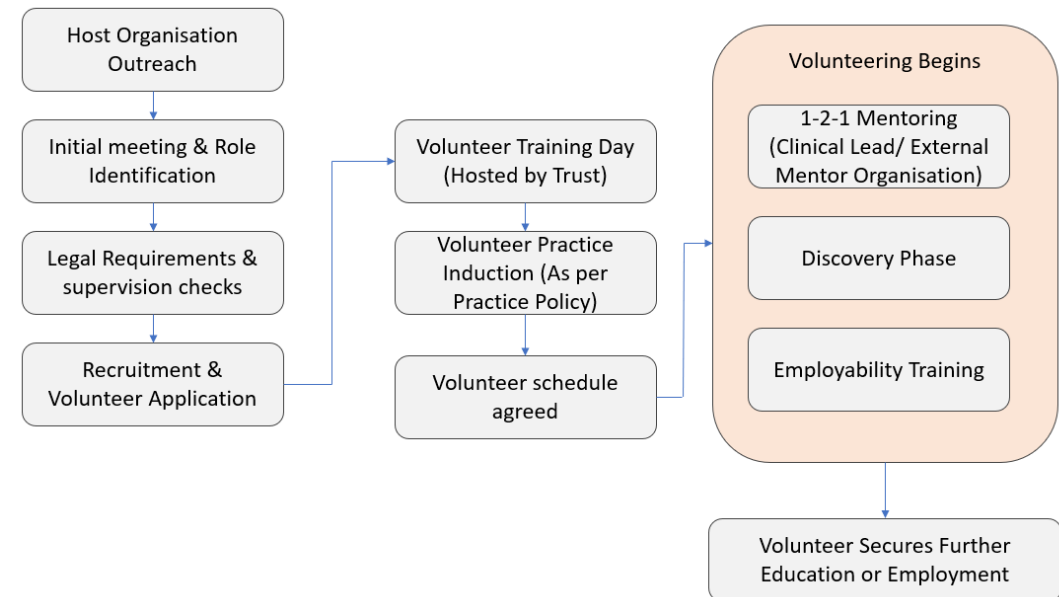 Host Organisation
Outreach
Initial meeting & Role
Identification
Legal Requirements &
supervision checks
Recruitment &
Volunteer Application
Volunteer Training Day
(Hosted by Trust)
Volunteer Practice
Induction (As per
Practice Policy)
Volunteer schedule
agreed
Volunteering Begins
1-2-1 Mentoring
(Clinical Lead/ External
Mentor Organisation)
Discovery Phase
Employability Training
Volunteer Secures Further
Education or Employment